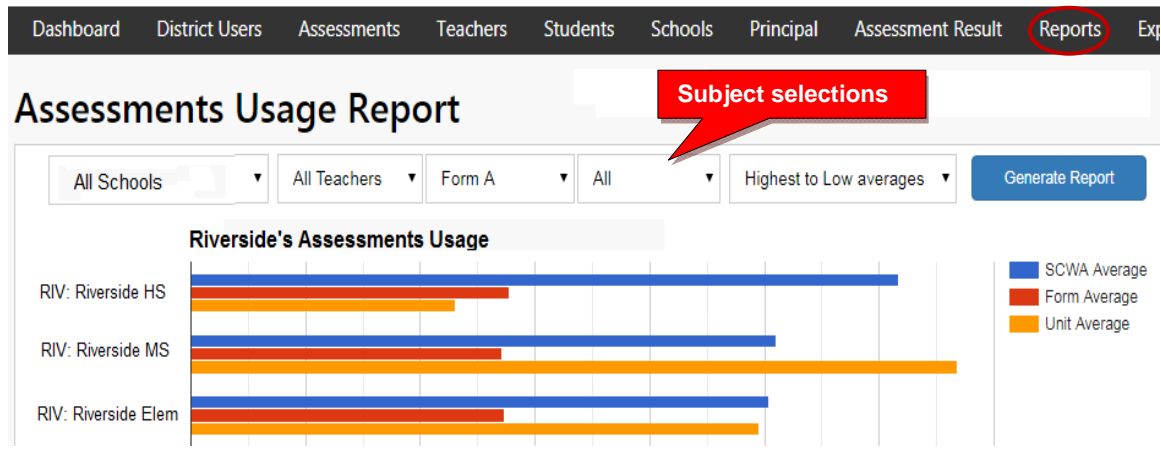 Dashboard District Users Assessments Teachers Students Schools Principal Assessment Result Reports Exp
Assessments Usage Report
Subject selections
All Schools All Teachers Form A All Highest to Low averages Generate Report
Riverside's Assessments Usage
RIV: Riverside HS
RIV: Riverside MS
RIV: Riverside Elem
SCWA Average
Form Average
Unit Average